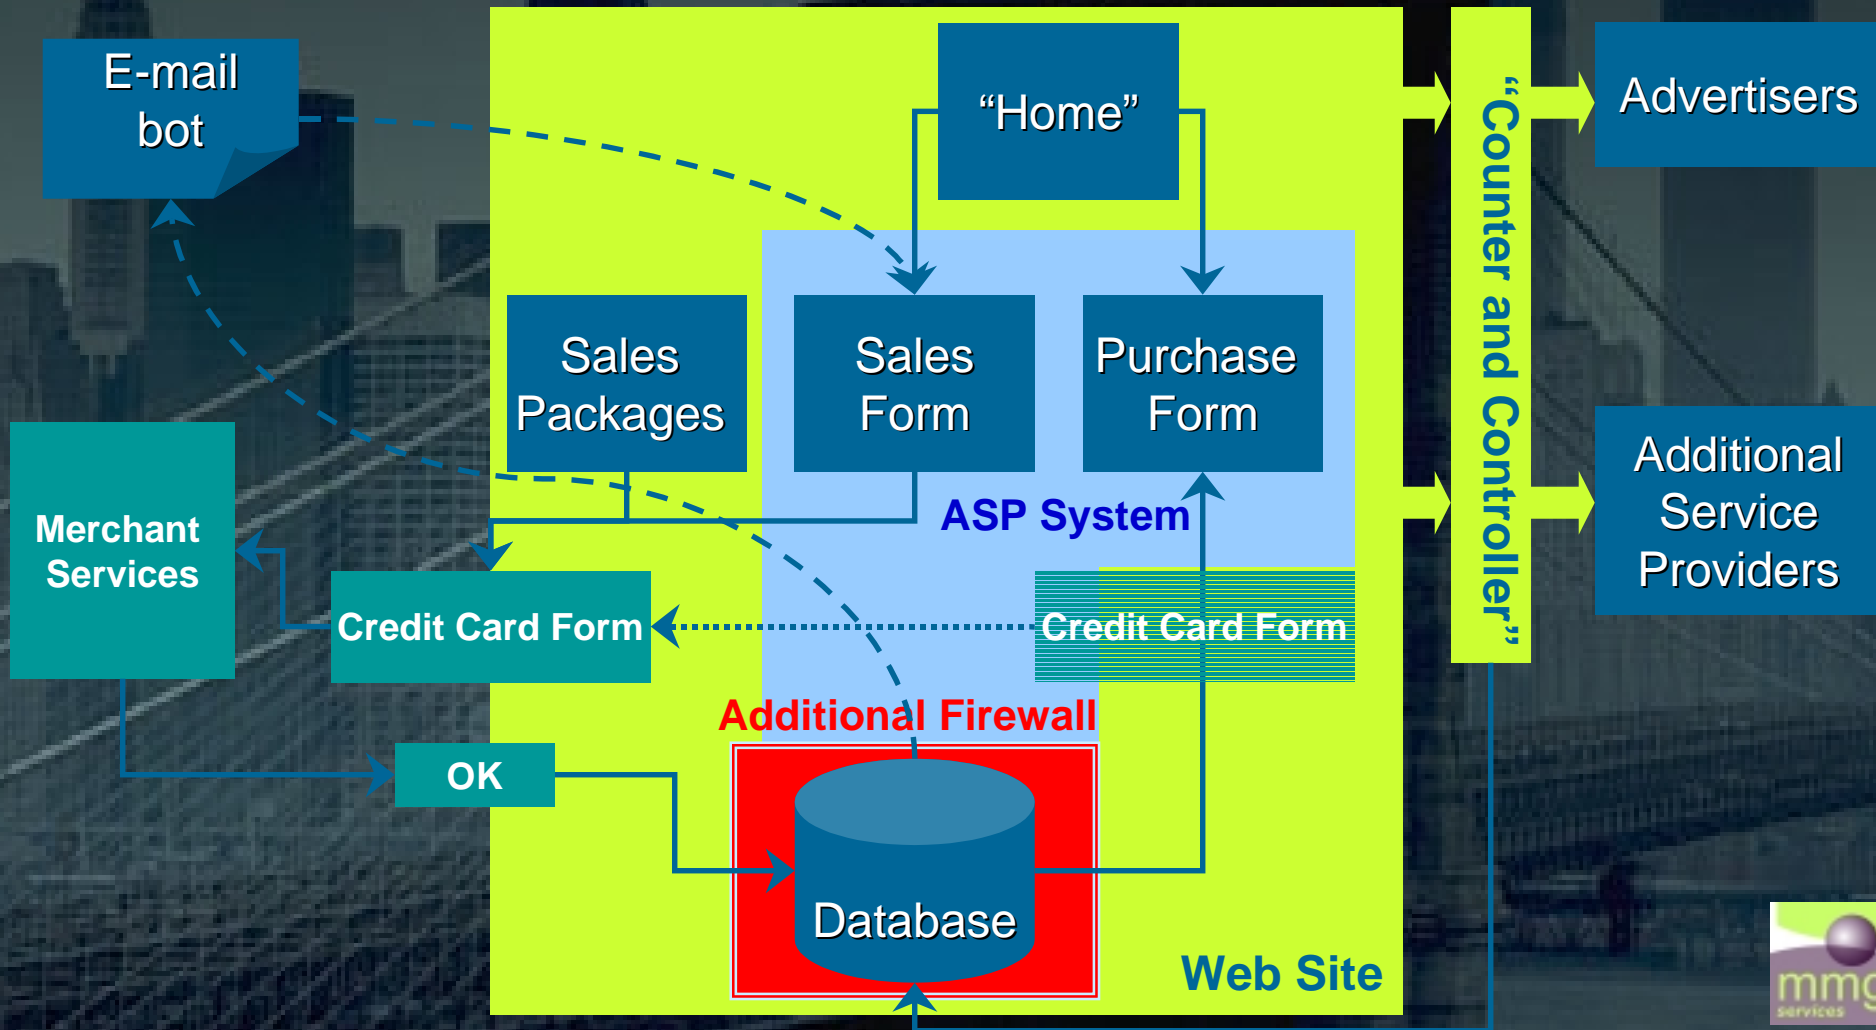 E-mail
bot
“Home”
Advertisers
“Counter and Controller”
Sales
Packages
Sales
Form
Purchase
Form
Additional
Service
Providers
ASP System
Merchant
Services
Credit Card Form
Credit Card Form
Additional Firewall
OK
Database
Web Site
mmg
services